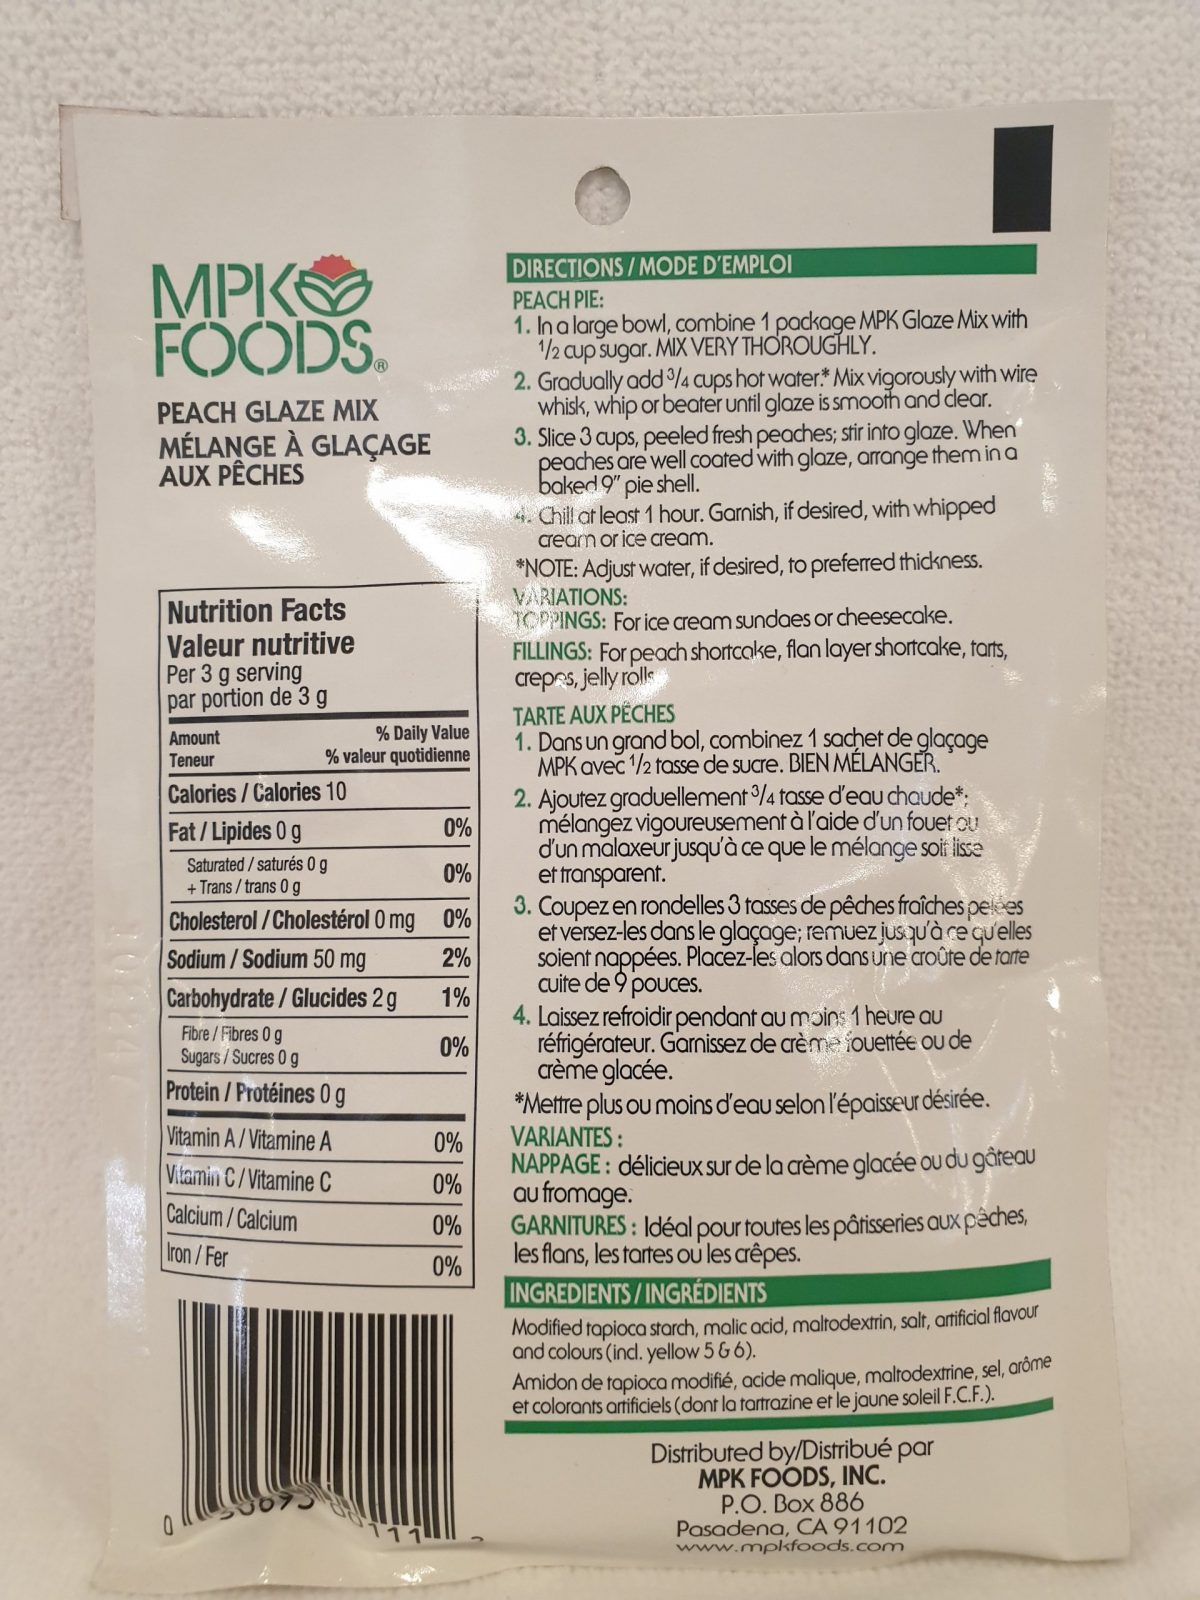 MPK
FOODS®
PEACH GLAZE MIX
MÉLANGE À GLAÇAGE
AUX PÊCHES
Nutrition Facts
Valeur nutritive
Per 3 g serving
par portion de 3 g
Amount % Daily Value
Teneur % valeur quotidienne
Calories / Calories 10
Fat / Lipides 0 g 0%
Saturated / saturés 0 g
+ Trans / trans 0 g 0%
Cholesterol / Cholestérol 0 mg 0%
Sodium / Sodium 50 mg 2%
Carbohydrate / Glucides 2 g 1%
Fibre / Fibres 0 g 0%
Sugars / Sucres 0 g
Protein / Protéines 0 g
Vitamin A / Vitamine A 0%
Vitamin C / Vitamine C 0%
Calcium / Calcium 0%
Iron / Fer 0%
DIRECTIONS / MODE D'EMPLOI
PEACH PIE:
1. In a large bowl, combine 1 package MPK Glaze Mix with
1/2 cup sugar. MIX VERY THOROUGHLY.
2. Gradually add 3/4 cups hot water.* Mix vigorously with wire
whisk, whip or beater until glaze is smooth and clear.
3. Slice 3 cups, peeled fresh peaches; stir into glaze. When
peaches are well coated with glaze, arrange them in a
baked 9" pie shell.
4. Chill at least 1 hour. Garnish, if desired, with whipped
cream or ice cream.
*NOTE: Adjust water, if desired, to preferred thickness.
VARIATIONS:
TOPPINGS: For ice cream sundaes or cheesecake.
FILLINGS: For peach shortcake, flan layer shortcake, tarts,
crepes, jelly rolls
TARTE AUX PÊCHES
1. Dans un grand bol, combinez 1 sachet de glaçage
MPK avec 1/2 tasse de sucre. BIEN MÉLANGER.
2. Ajoutez graduellement 3/4 tasse d'eau chaude*;
mélangez vigoureusement à l'aide d'un fouet ou
d'un malaxeur jusqu'à ce que le mélange soit lisse
et transparent.
3. Coupez en rondelles 3 tasses de pêches fraîches pelées
et versez-les dans le glaçage; remuez jusqu'à ce qu'elles
soient nappées. Placez-les alors dans une croûte de tarte
cuite de 9 pouces.
4. Laissez refroidir pendant au moins 1 heure au
réfrigérateur. Garnissez de crème fouettée ou de
crème glacée.
*Mettre plus ou moins d'eau selon l'épaisseur désirée.
VARIANTES :
NAPPAGE : délicieux sur de la crème glacée ou du gâteau
au fromage.
GARNITURES : Idéal pour toutes les pâtisseries aux pêches,
les flans, les tartes ou les crêpes.
INGREDIENTS / INGRÉDIENTS
Modified tapioca starch, malic acid, maltodextrin, salt, artificial flavour
and colours (incl. yellow 5 & 6).
Amidon de tapioca modifié, acide malique, maltodextrine, sel, arôme
et colorants artificiels (dont la tartrazine et le jaune soleil F.C.F.).
Distributed by/Distribué par
MPK FOODS, INC.
P.O. Box 886
Pasadena, CA 91102
www.mpkfoods.com